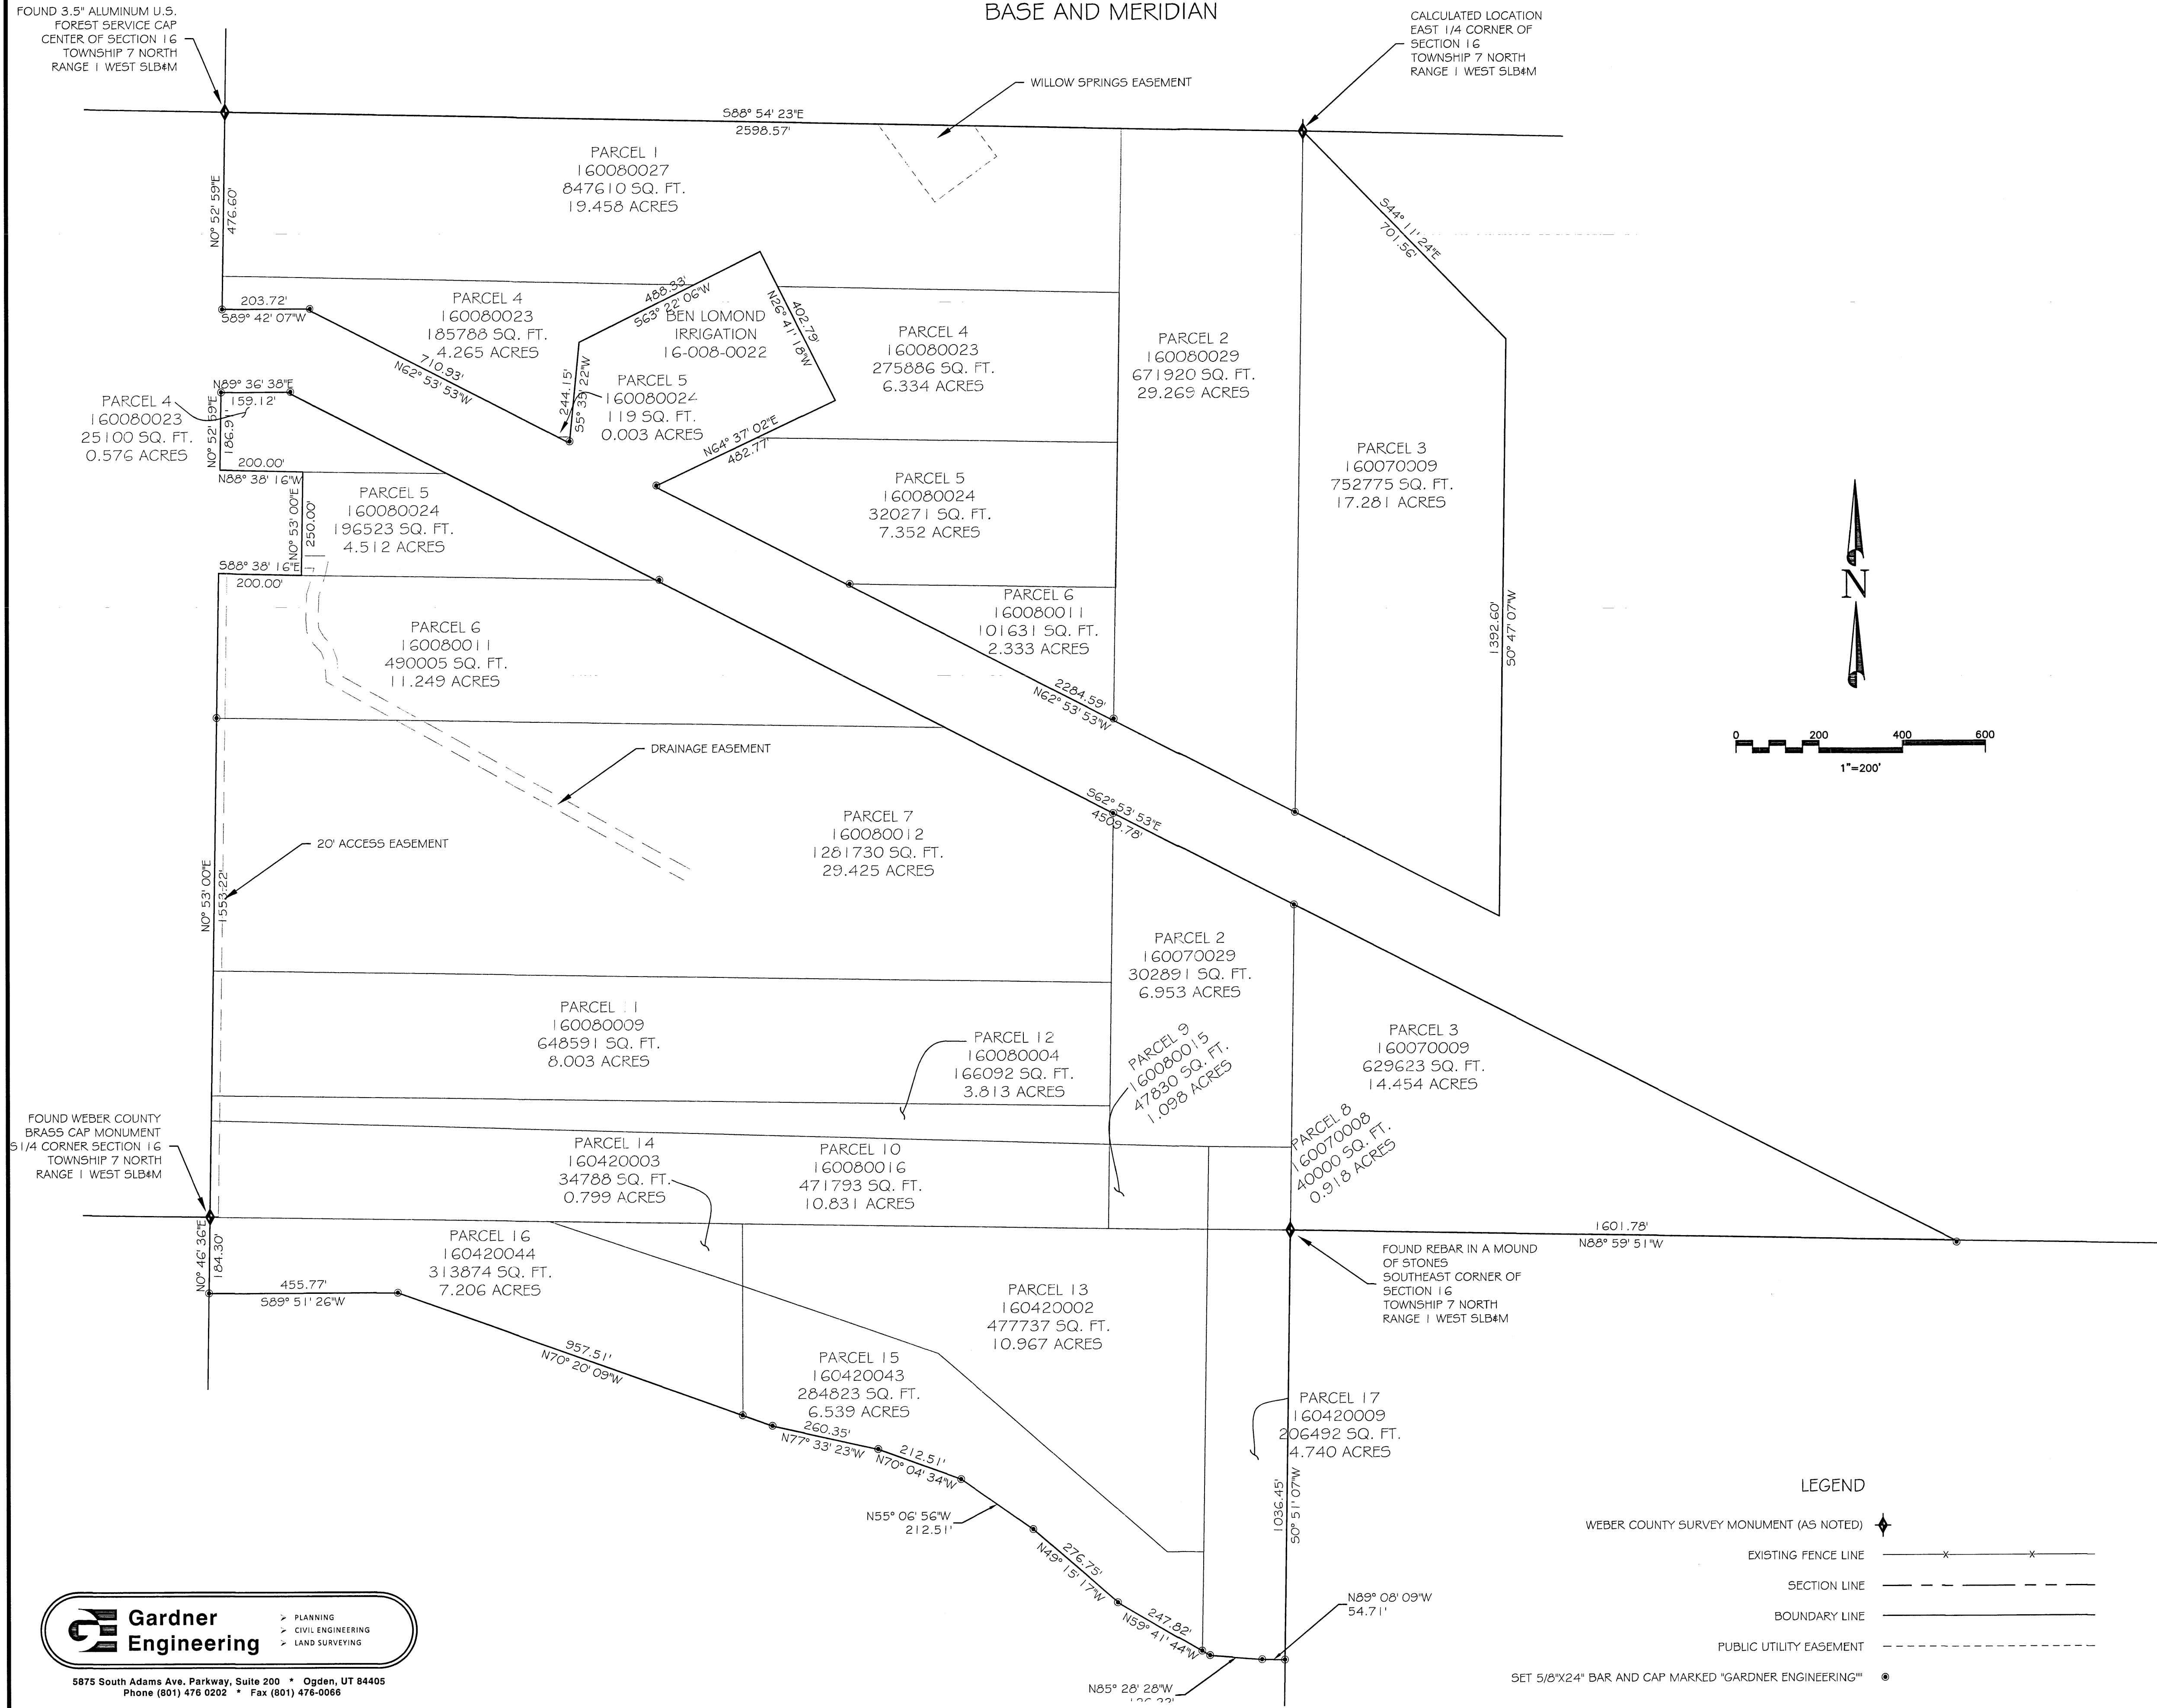 BASE AND MERIDIAN
FOUND 3.5" ALUMINUM U.S.
FOREST SERVICE CAP
CENTER OF SECTION 16
TOWNSHIP 7 NORTH
RANGE 1 WEST SLB&M
CALCULATED LOCATION
EAST 1/4 CORNER OF
SECTION 16
TOWNSHIP 7 NORTH
RANGE 1 WEST SLB&M
WILLOW SPRINGS EASEMENT
S88° 54' 23"E
2598.57'
PARCEL 1
160080027
847610 SQ. FT.
19.458 ACRES
N0° 52' 59"E
476.60'
S44° 11' 24"E
701.56'
203.72'
S89° 42' 07"W
PARCEL 4
160080023
185788 SQ. FT.
4.265 ACRES
710.93'
N62° 53' 53"W
488.33'
S63° 22' 06"W
BEN LOMOND
IRRIGATION
16-008-0022
402.79'
N26° 41' 18"W
244.15'
S5° 35' 22"W
PARCEL 5
160080024
119 SQ. FT.
0.003 ACRES
PARCEL 4
160080023
275886 SQ. FT.
6.334 ACRES
PARCEL 2
160080029
671920 SQ. FT.
29.269 ACRES
N64° 37' 02"E
482.77'
N89° 36' 38"E
159.12'
PARCEL 4
160080023
25100 SQ. FT.
0.576 ACRES
N0° 52' 59"E
186.91'
200.00'
N88° 38' 16"W
N0° 53' 00"E
250.00'
PARCEL 5
160080024
196523 SQ. FT.
4.512 ACRES
PARCEL 5
160080024
320271 SQ. FT.
7.352 ACRES
PARCEL 3
160070009
752775 SQ. FT.
17.281 ACRES
S88° 38' 16"E
200.00'
PARCEL 6
160080011
490005 SQ. FT.
11.249 ACRES
PARCEL 6
160080011
101631 SQ. FT.
2.333 ACRES
1392.60'
S0° 47' 07"W
N
0 200 400 600
1"=200'
2284.59'
N62° 53' 53"W
DRAINAGE EASEMENT
S62° 53' 53"E
4509.78'
PARCEL 7
160080012
1281730 SQ. FT.
29.425 ACRES
20' ACCESS EASEMENT
N0° 53' 00"E
1553.22'
PARCEL 2
160070029
302891 SQ. FT.
6.953 ACRES
PARCEL 11
160080009
648591 SQ. FT.
8.003 ACRES
PARCEL 12
160080004
166092 SQ. FT.
3.813 ACRES
PARCEL 9
160080015
47830 SQ. FT.
1.098 ACRES
PARCEL 3
160070009
629623 SQ. FT.
14.454 ACRES
PARCEL 8
160070008
40000 SQ. FT.
0.918 ACRES
FOUND WEBER COUNTY
BRASS CAP MONUMENT
S1/4 CORNER SECTION 16
TOWNSHIP 7 NORTH
RANGE 1 WEST SLB&M
PARCEL 14
160420003
34788 SQ. FT.
0.799 ACRES
PARCEL 10
160080016
471793 SQ. FT.
10.831 ACRES
1601.78'
N88° 59' 51"W
N0° 46' 36"E
184.30'
PARCEL 16
160420044
313874 SQ. FT.
7.206 ACRES
455.77'
S89° 51' 26"W
FOUND REBAR IN A MOUND
OF STONES
SOUTHEAST CORNER OF
SECTION 16
TOWNSHIP 7 NORTH
RANGE 1 WEST SLB&M
PARCEL 13
160420002
477737 SQ. FT.
10.967 ACRES
957.51'
N70° 20' 09"W
PARCEL 15
160420043
284823 SQ. FT.
6.539 ACRES
260.35'
N77° 33' 23"W
212.51'
N70° 04' 34"W
PARCEL 17
160420009
206492 SQ. FT.
4.740 ACRES
N55° 06' 56"W
212.51'
1036.45'
S0° 51' 07"W
276.75'
N49° 15' 17"W
247.82'
N59° 41' 44"W
N89° 08' 09"W
54.71'
N85° 28' 28"W
LEGEND
WEBER COUNTY SURVEY MONUMENT (AS NOTED)
EXISTING FENCE LINE
SECTION LINE
BOUNDARY LINE
PUBLIC UTILITY EASEMENT
SET 5/8"X24" BAR AND CAP MARKED "GARDNER ENGINEERING""
Gardner
Engineering
PLANNING
CIVIL ENGINEERING
LAND SURVEYING
5875 South Adams Ave. Parkway, Suite 200 * Ogden, UT 84405
Phone (801) 476 0202 * Fax (801) 476-0066